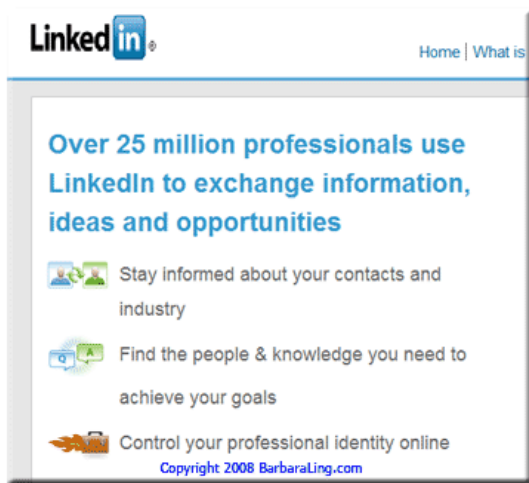 Linked in ®
Home | What is
Over 25 million professionals use
LinkedIn to exchange information,
ideas and opportunities
Stay informed about your contacts and
industry
Q A
Find the people & knowledge you need to
achieve your goals
Control your professional identity online
Copyright 2008 BarbaraLing.com